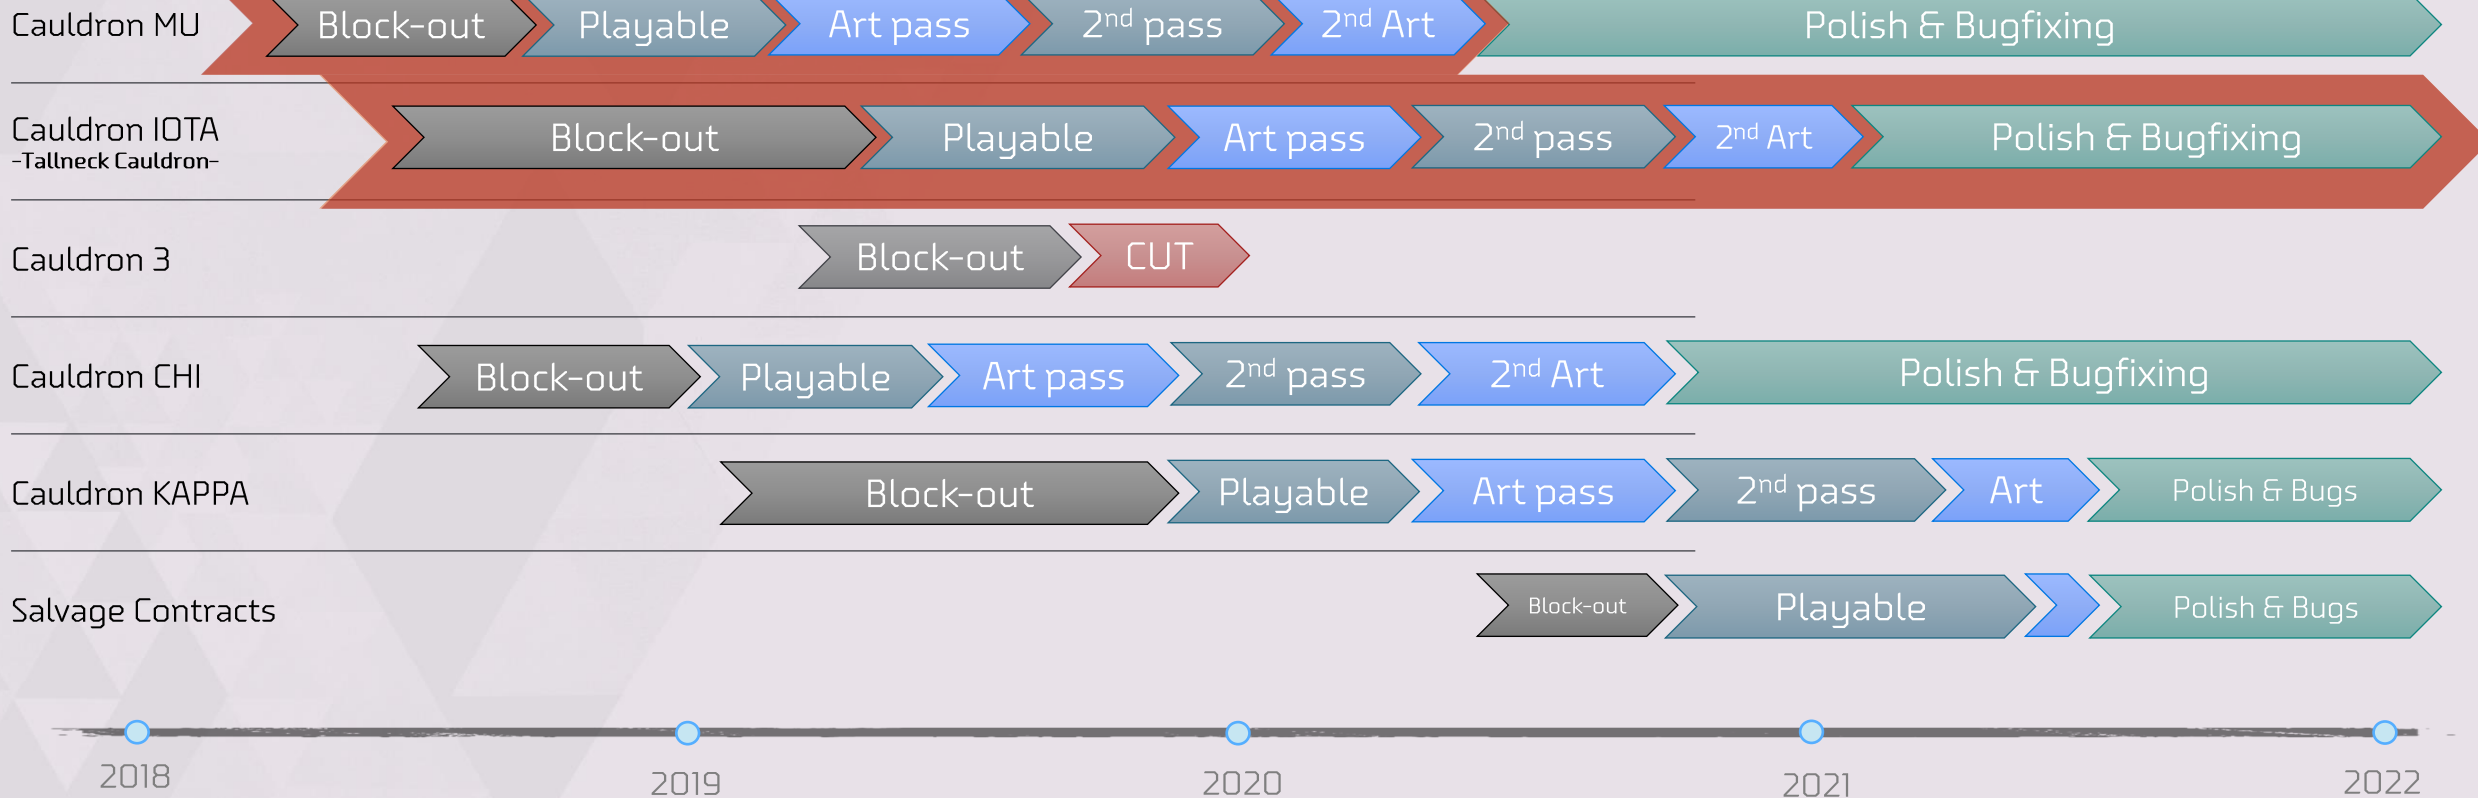 Cauldron MU Block-out Playable Art pass 2nd pass 2nd Art Polish & Bugfixing
Cauldron IOTA Block-out Playable Art pass 2nd pass 2nd Art Polish & Bugfixing
-Tallneck Cauldron-
Cauldron 3 Block-out CUT
Cauldron CHI Block-out Playable Art pass 2nd pass 2nd Art Polish & Bugfixing
Cauldron KAPPA Block-out Playable Art pass 2nd pass Art Polish & Bugs
Salvage Contracts Block-out Playable Polish & Bugs
2018 2019 2020 2021 2022